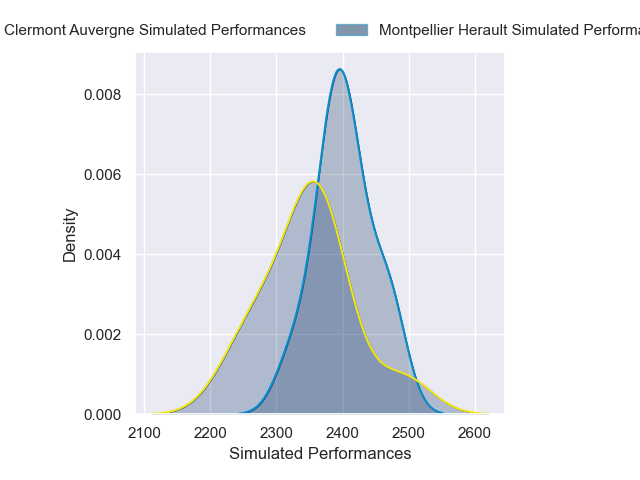 Clermont Auvergne Simulated Performances
Montpellier Herault Simulated Performa
0.008
0.006
0.004
0.002
0.000
Density
2100 2200 2300 2400 2500 2600
Simulated Performances